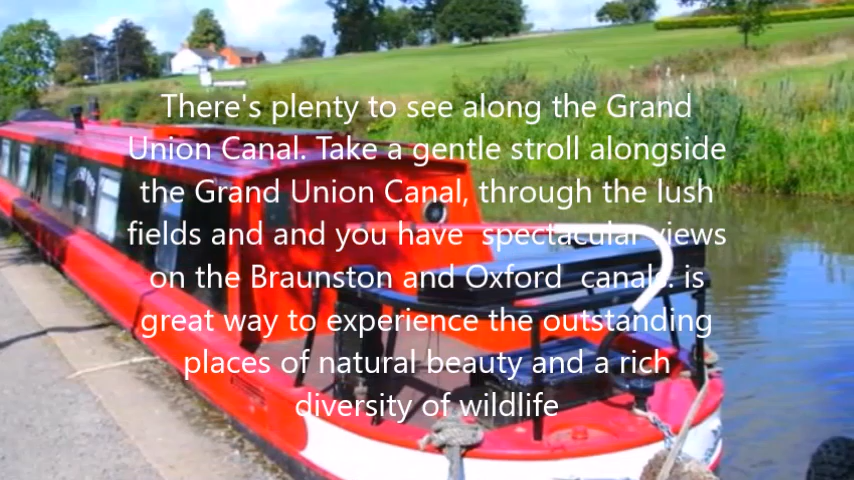 There's plenty to see along the Grand
Union Canal. Take a gentle stroll alongside
the Grand Union Canal, through the lush
fields and and you have  spectacular views
on the Braunston and Oxford  canals. is
great way to experience the outstanding
places of natural beauty and a rich
diversity of wildlife